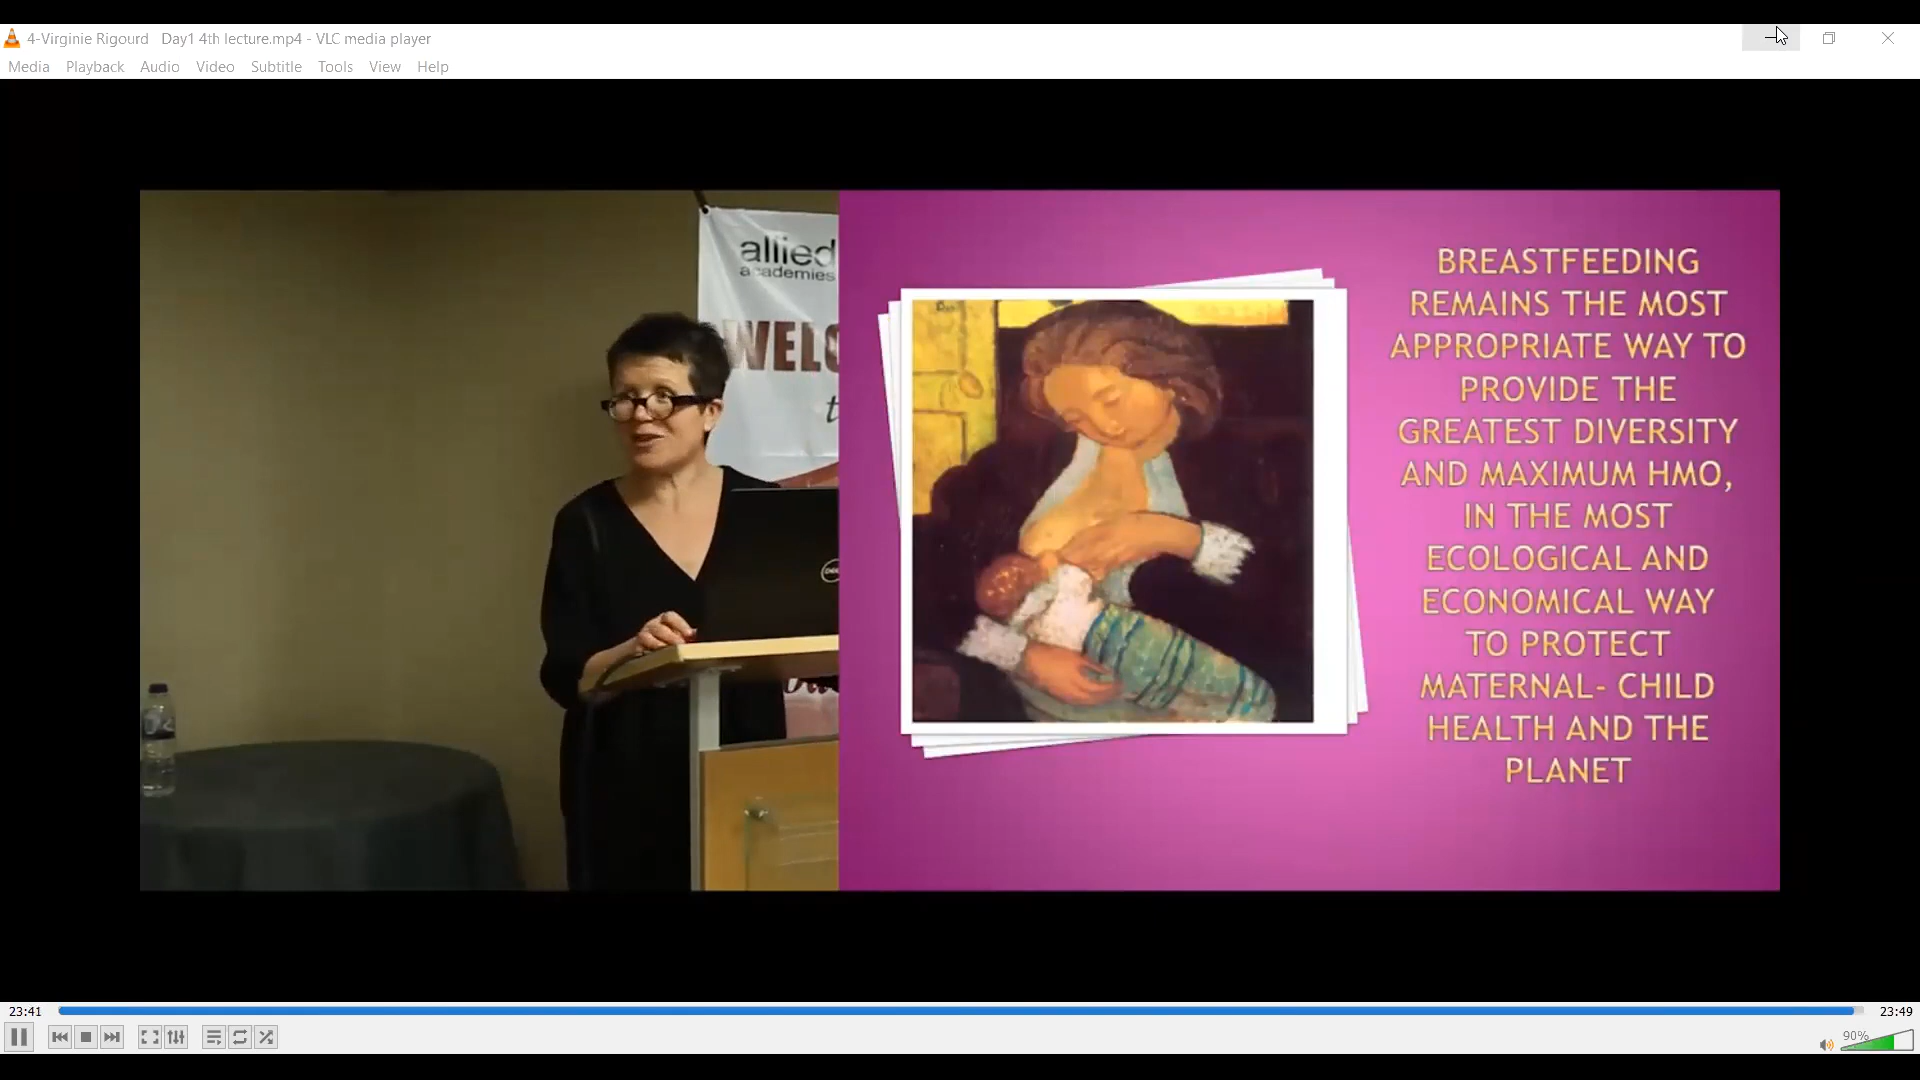 4-Virginie Rigourd Day1 4th lecture.mp4 - VLC media player
Media Playback Audio Video Subtitle Tools View Help
allied
academies
WELC
BREASTFEEDING
REMAINS THE MOST
APPROPRIATE WAY TO
PROVIDE THE
GREATEST DIVERSITY
AND MAXIMUM HMO,
IN THE MOST
ECOLOGICAL AND
ECONOMICAL WAY
TO PROTECT
MATERNAL- CHILD
HEALTH AND THE
PLANET
23:41
23:49
90%